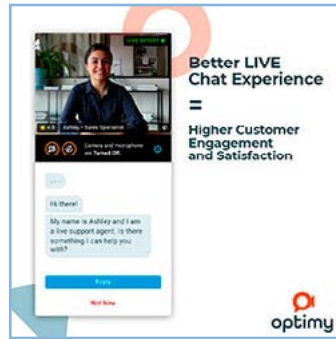 LIVE EXPERT
Better LIVE
Chat Experience
=
Higher Customer
Engagement
and Satisfaction
4.9 Ashley • Sales Specialist
Camera and microphone
are Turned Off.
...
Hi there!
My name is Ashley and I am
a live support agent, is there
something I can help you
with?
Reply
Not Now
optimy